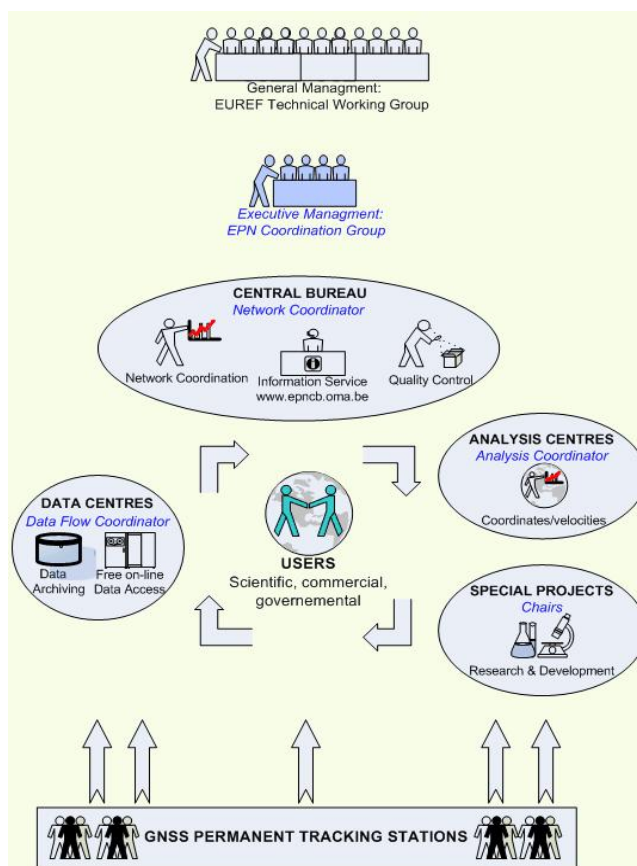 General Managment:
EUREF Technical Working Group
Executive Managment:
EPN Coordination Group
CENTRAL BUREAU
Network Coordinator
Network Coordination
Information Service
www.epncb.oma.be
Quality Control
ANALYSIS CENTRES
Analysis Coordinator
Coordinates/velocities
DATA CENTRES
Data Flow Coordinator
Data
Archiving
Free on-line
Data Access
USERS
Scientific, commercial,
governemental
SPECIAL PROJECTS
Chairs
Research & Development
GNSS PERMANENT TRACKING STATIONS